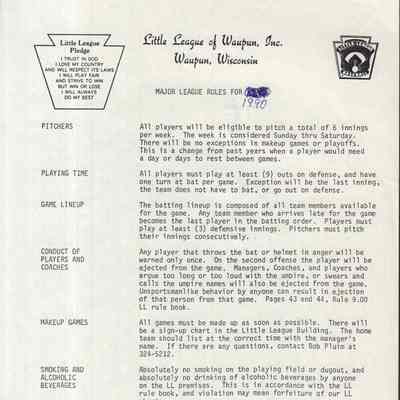 Little League
Pledge
I TRUST IN GOD
I LOVE MY COUNTRY
AND WILL RESPECT ITS LAWS
I WILL PLAY FAIR
AND STRIVE TO WIN
BUT WIN OR LOSE
I WILL ALWAYS
DO MY BEST
Little League of Waupun, Inc.
Waupun, Wisconsin
LITTLE LEAGUE
BASEBALL
MAJOR LEAGUE RULES FOR
1990
PITCHERS
All players will be eligible to pitch a total of 6 innings
per week. The week is considered Sunday thru Saturday.
There will be no exceptions in makeup games or playoffs.
This is a change from past years when a player would need
a day or days to rest between games.
PLAYING TIME
All players must play at least (9) outs on defense, and have
one turn at bat per game. Exception will be the last inning,
the team does not have to bat, or go out on defense.
GAME LINEUP
The batting lineup is composed of all team members available
for the game. Any team member who arrives late for the game
becomes the last player in the batting order. Players must
play at least (3) defensive innings. Players must pitch
their innings consecutively.
CONDUCT OF
PLAYERS AND
COACHES
Any player that throws the bat or helmet in anger will be
warned only once. On the second offense the player will be
ejected from the game. Managers, Coaches, and players who
argue too long or too loud with the umpire, or swears and
calls the umpire names will also be ejected from the game.
Unsportsmanlike behavior by anyone can result in ejection
of that person from that game. Pages 43 and 44, Rule 9.00
LL rule book.
MAKEUP GAMES
All games must be made up as soon as possible. There will
be a sign-up chart in the Little League Building. The home
team should list at the correct time with the manager's
name. If there are any questions, contact Bob Pluim at
324-5212.
SMOKING AND
ALCOHOLIC
BEVERAGES
Absolutely no smoking on the playing field or dugout, and
absolutely no drinking of alcoholic beverages by anyone
on the LL premises. This is in accordance with the LL
rule book, and violation may mean forfeiture of our LL